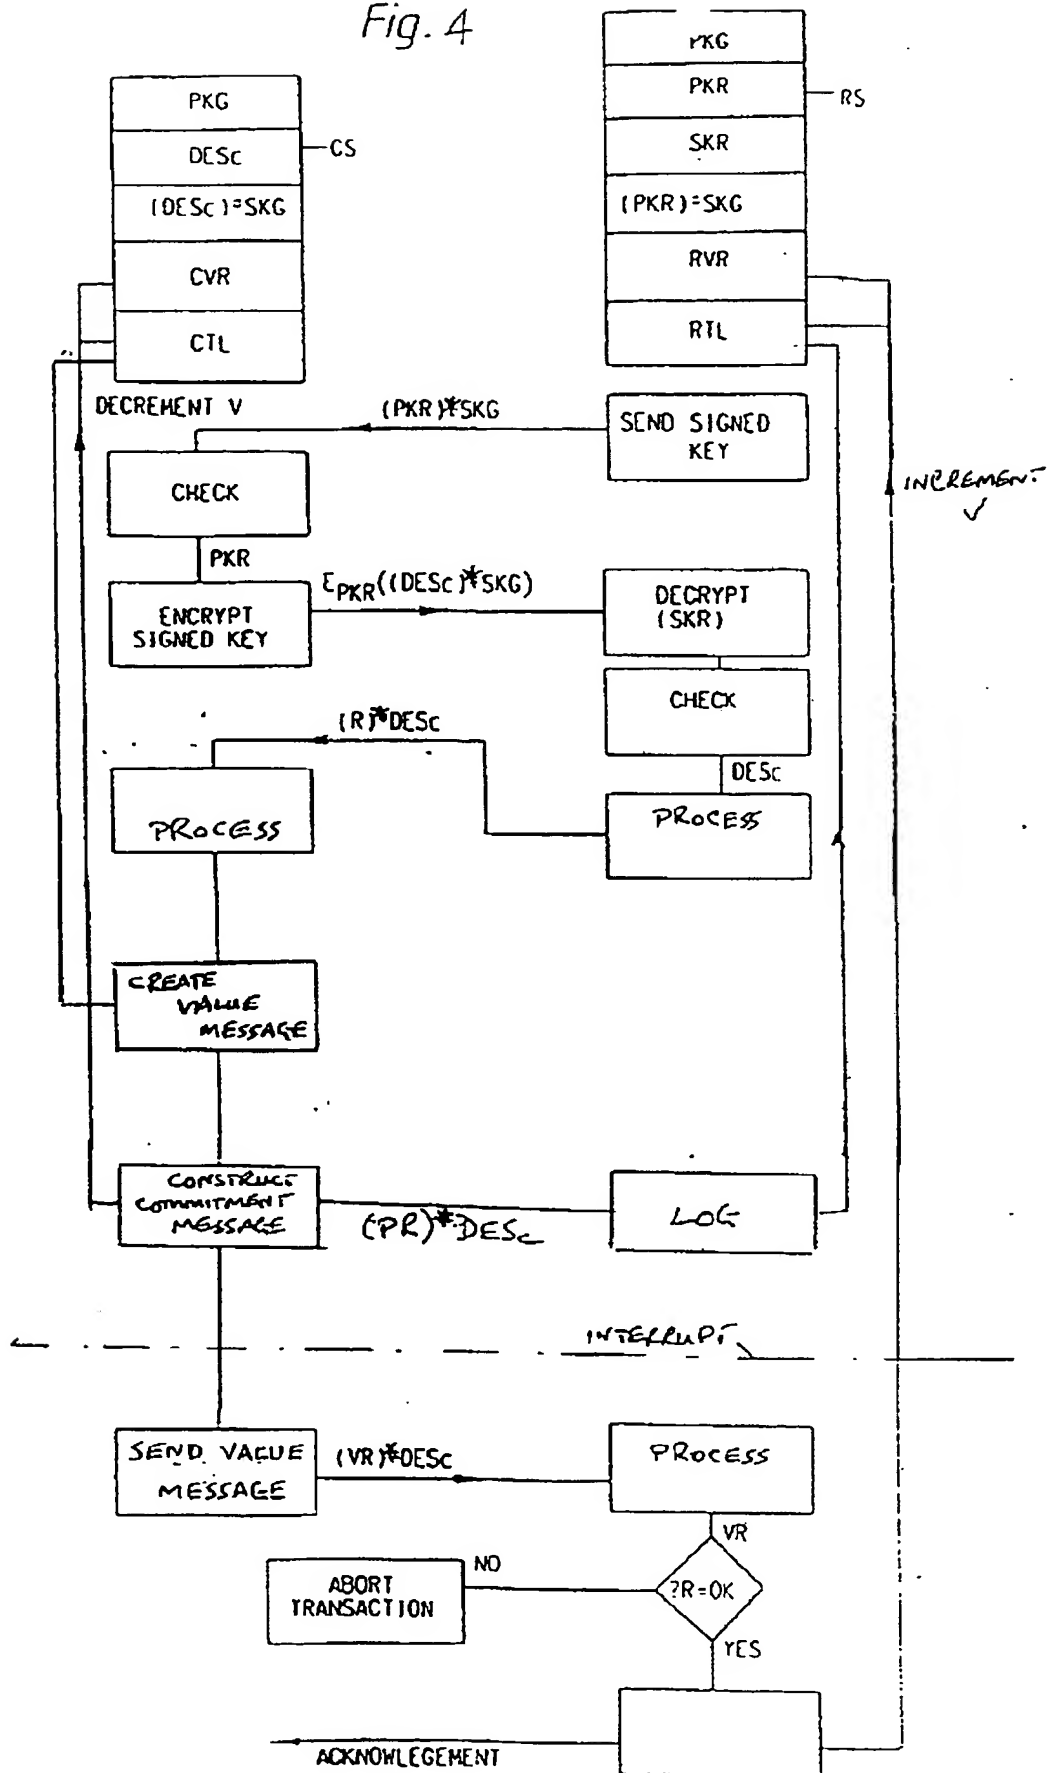 Fig. 4
PKG
DESc
CS
(DESc)=SKG
CVR
CTL
DECREMENT V
PKG
PKR
RS
SKR
(PKR)=SKG
RVR
RTL
(PKR)*SKG
SEND SIGNED
KEY
INCREMENT
V
CHECK
PKR
ENCRYPT
SIGNED KEY
EPKR((DESc)*SKG)
DECRYPT
(SKR)
CHECK
DESc
(R)*DESc
PROCESS
PROCESS
CREATE
VALUE
MESSAGE
CONSTRUCT
COMMITMENT
MESSAGE
(PR)*DESc
LOG
INTERRUPT
SEND VALUE
MESSAGE
(VR)*DESc
PROCESS
VR
?R=OK
NO
ABORT
TRANSACTION
YES
ACKNOWLEGEMENT